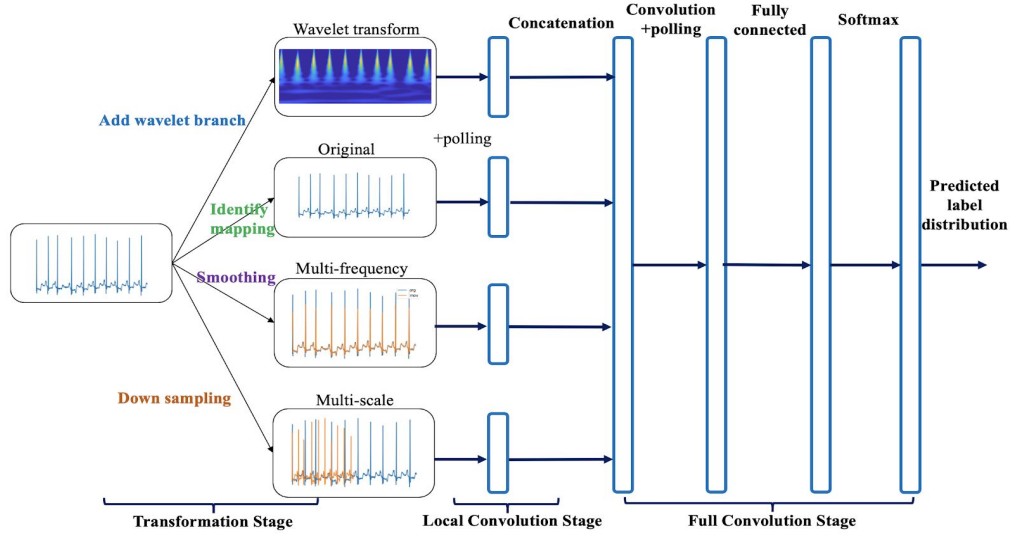 Wavelet transform
Concatenation
Convolution
+polling
Fully
connected
Softmax
Add wavelet branch
+polling
Original
Identify
mapping
Predicted
label
distribution
Smoothing
Multi-frequency
Down sampling
Multi-scale
Transformation Stage
Local Convolution Stage
Full Convolution Stage